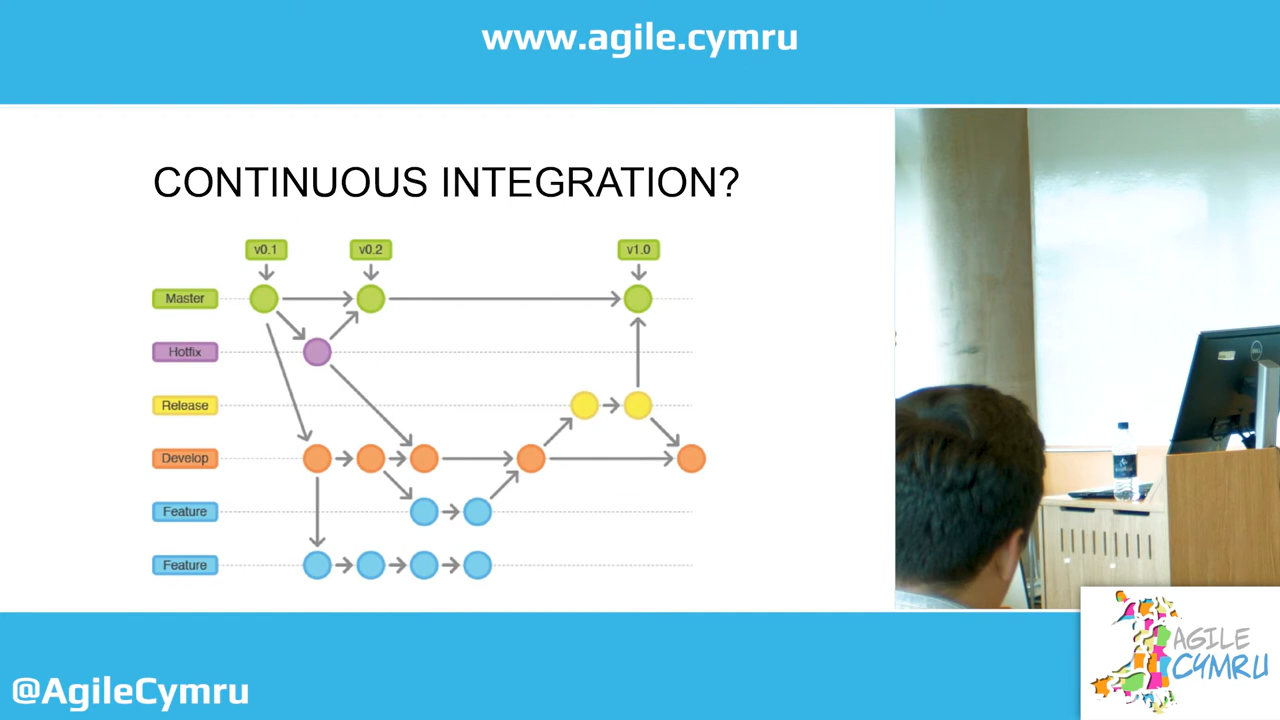 www.agile.cymru
CONTINUOUS INTEGRATION?
v0.1
v0.2
v1.0
Master
Hotfix
Release
Develop
Feature
Feature
DELL
@AgileCymru
AGILE
CYMRU